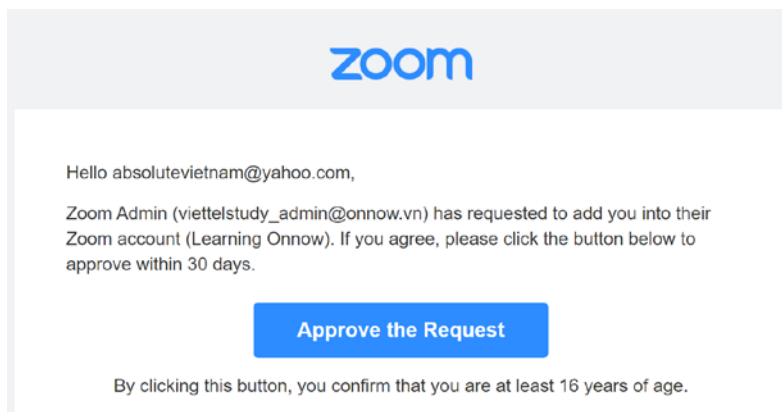 zoom
Hello absolutevietnam@yahoo.com,
Zoom Admin (viettelstudy_admin@onnow.vn) has requested to add you into their
Zoom account (Learning Onnow). If you agree, please click the button below to
approve within 30 days.
Approve the Request
By clicking this button, you confirm that you are at least 16 years of age.